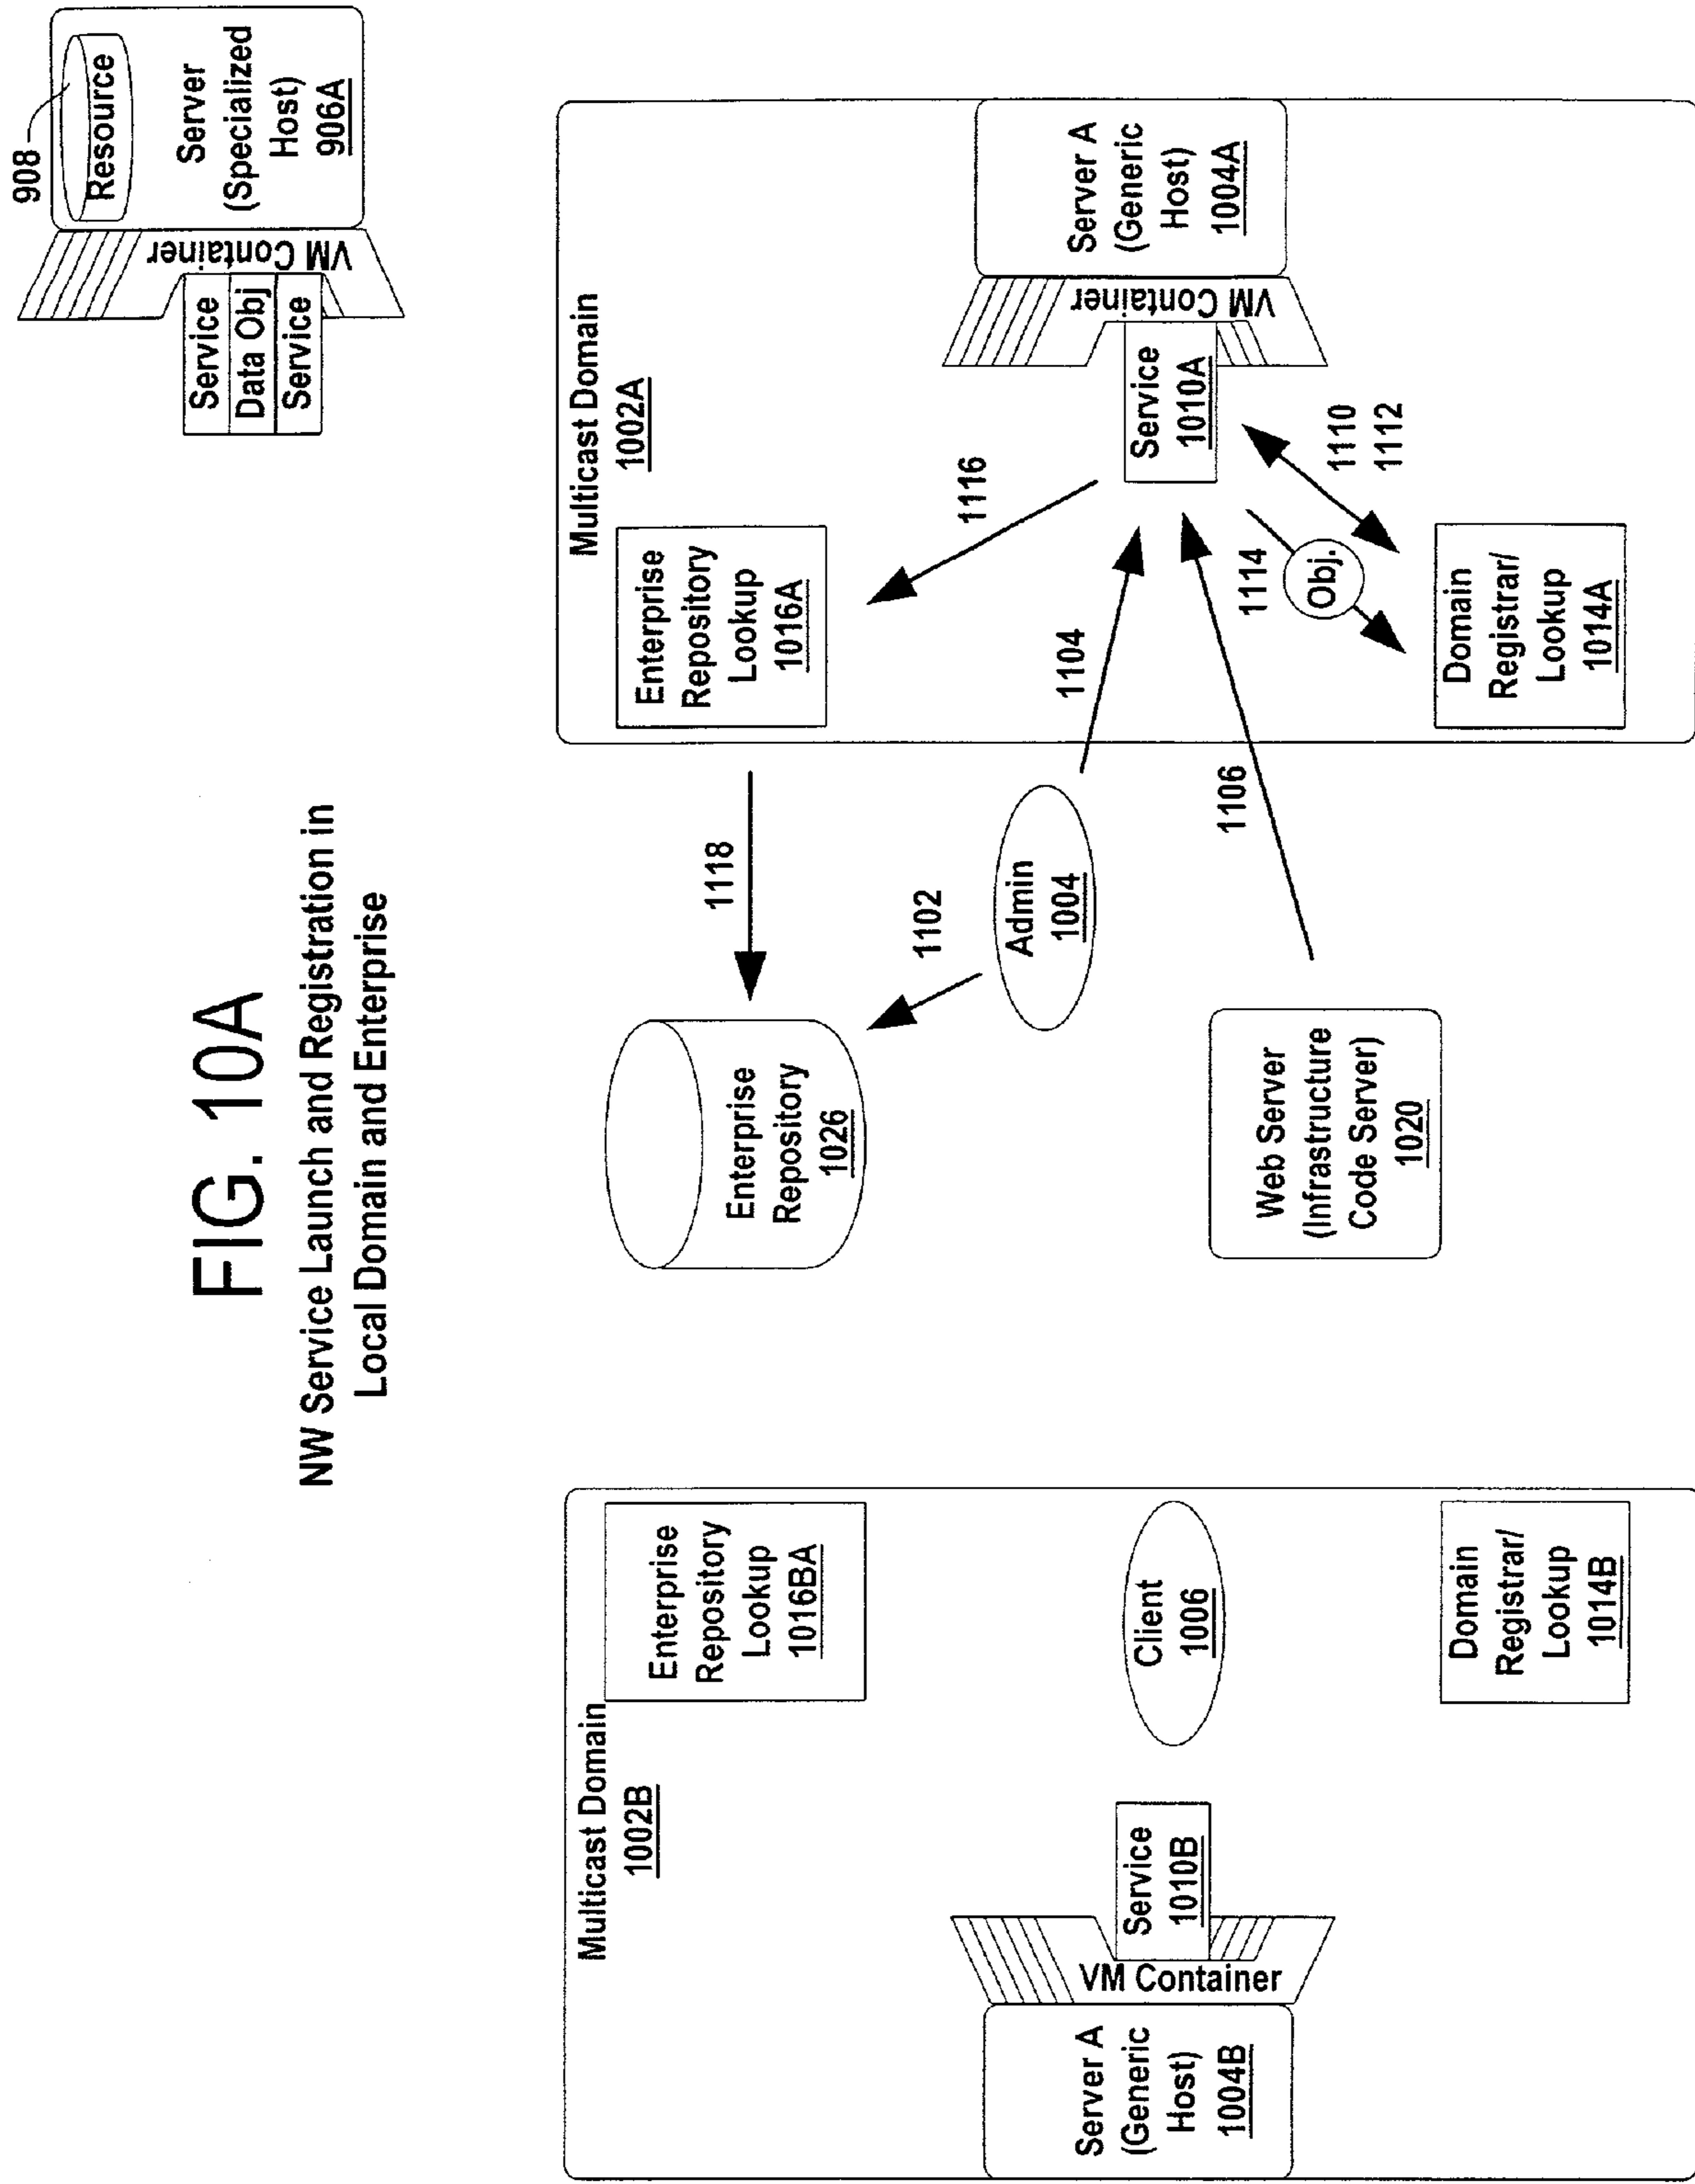 FIG. 10A
NW Service Launch and Registration in
Local Domain and Enterprise
908
Resource
Server
(Specialized
Host)
906A
VM Container
Service
Data Obj
Service
Multicast Domain
1002B
Enterprise
Repository
Lookup
1016BA
Server A
(Generic
Host)
1004B
VM Container
Service
1010B
Client
1006
Domain
Registrar/
Lookup
1014B
Enterprise
Repository
1026
1118
1102
Admin
1004
1104
1106
Web Server
(Infrastructure
Code Server)
1020
Multicast Domain
1002A
Enterprise
Repository
Lookup
1016A
1116
Service
1010A
VM Container
Server A
(Generic
Host)
1004A
1114
Obj.
1110
1112
Domain
Registrar/
Lookup
1014A